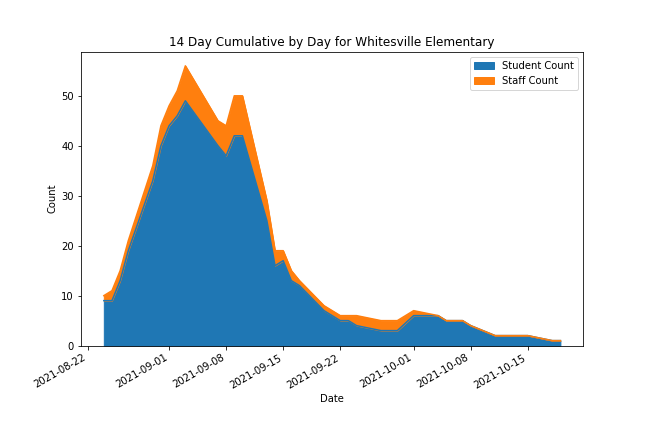 14 Day Cumulative by Day for Whitesville Elementary
Student Count
Staff Count
50
40
30
20
10
0
Count
2021-08-22
2021-09-01
2021-09-08
2021-09-15
2021-09-22
2021-10-01
2021-10-08
2021-10-15
Date